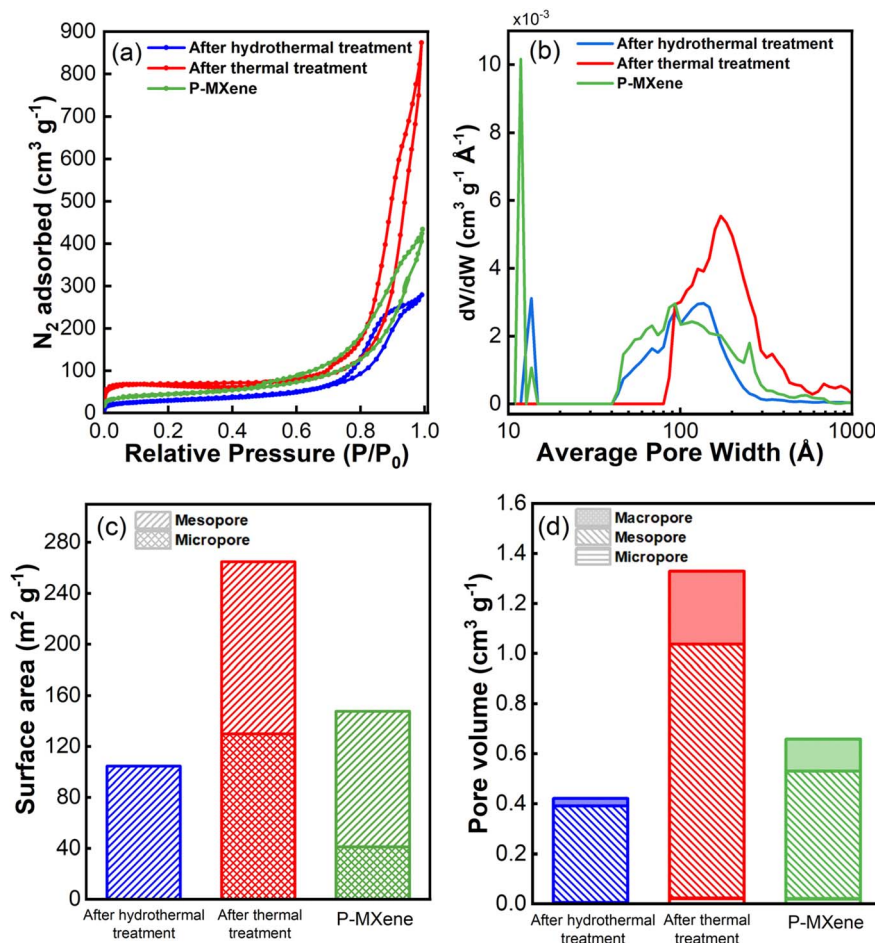 (a)
After hydrothermal treatment
After thermal treatment
P-MXene
N₂ adsorbed (cm³ g⁻¹)
900
800
700
600
500
400
300
200
100
0
0.0 0.2 0.4 0.6 0.8 1.0
Relative Pressure (P/P₀)
×10⁻³
(b)
After hydrothermal treatment
After thermal treatment
P-MXene
dV/dW (cm³ g⁻¹ Å⁻¹)
10
8
6
4
2
0
10 100 1000
Average Pore Width (Å)
(c)
Mesopore
Micropore
Surface area (m² g⁻¹)
280
240
200
160
120
80
40
0
After hydrothermal
treatment
After thermal
treatment
P-MXene
(d)
Macropore
Mesopore
Micropore
Pore volume (cm³ g⁻¹)
1.6
1.4
1.2
1.0
0.8
0.6
0.4
0.2
0.0
After hydrothermal
treatment
After thermal
treatment
P-MXene